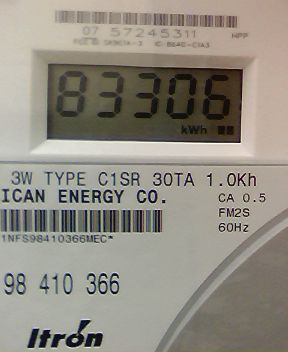 07 57245311 HPP
83306
kWh
3W TYPE C1SR 30TA 1.0Kh
ICAN ENERGY CO. CA 0.5
FM2S
60Hz
1NFS98410366MEC*
98 410 366
Itron